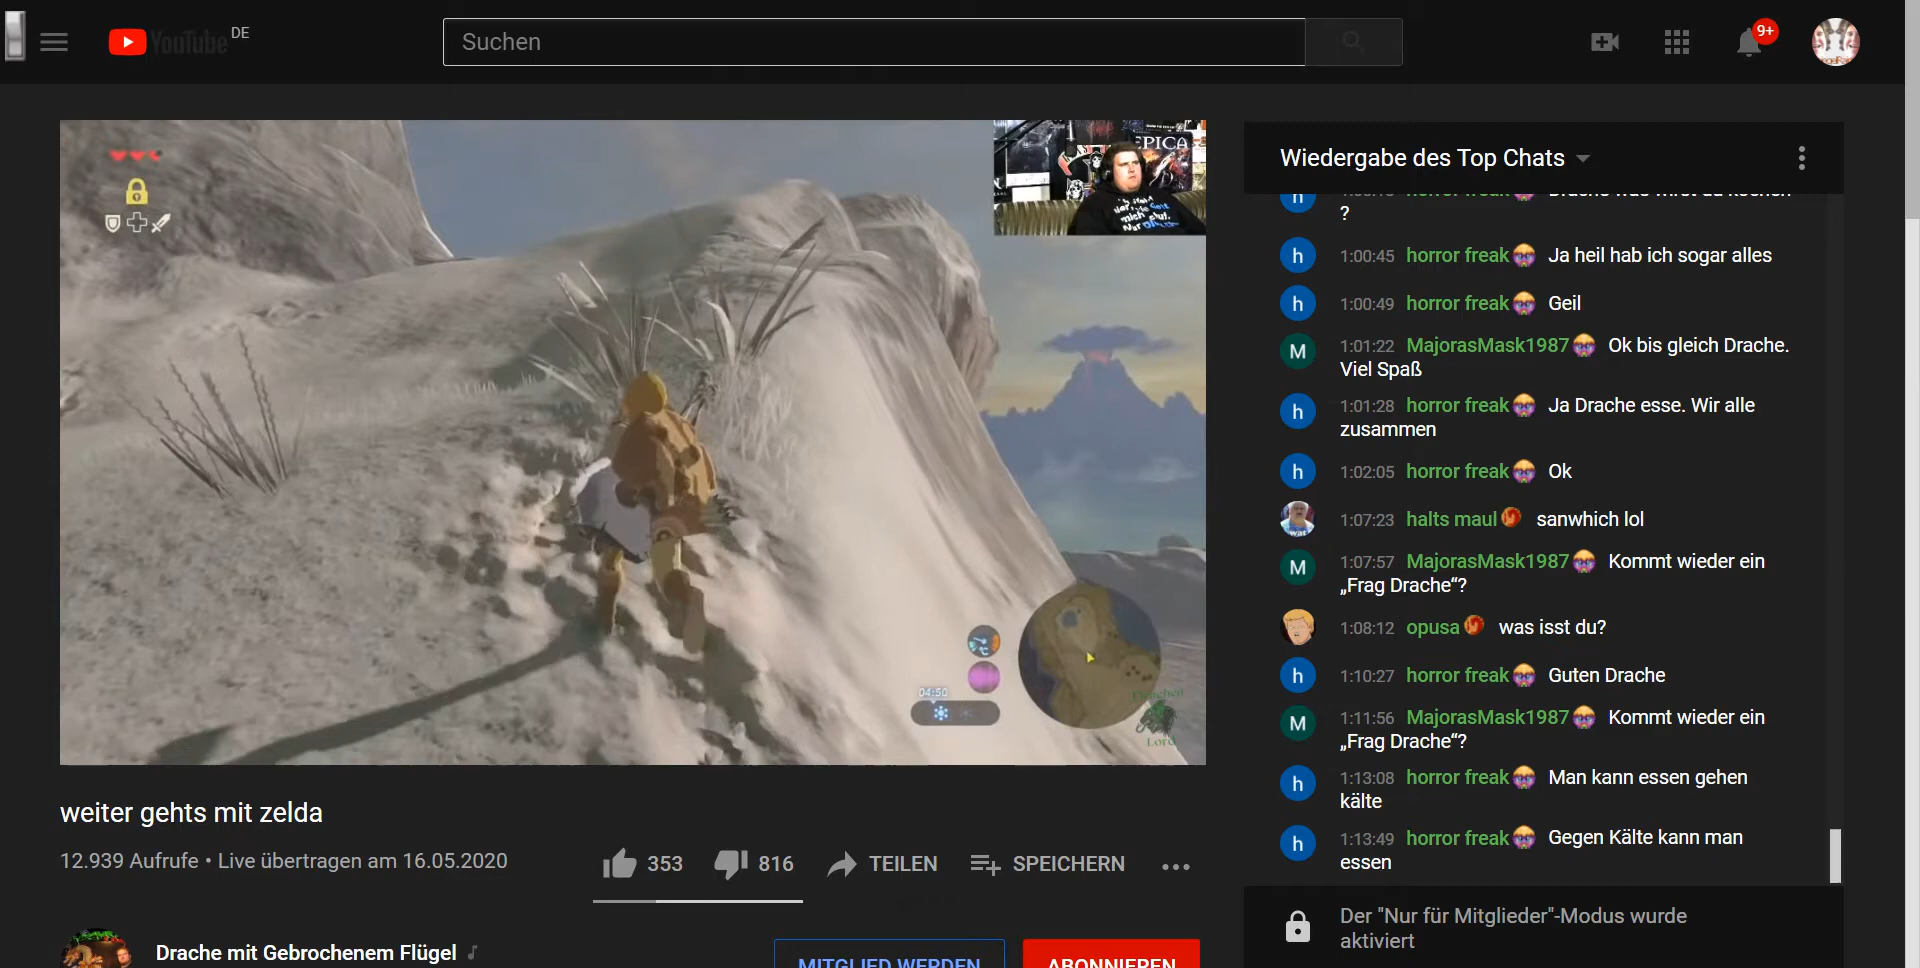 YouTube DE
Suchen
9+
EPICA
04:50
Lord
weiter gehts mit zelda
12.939 Aufrufe • Live übertragen am 16.05.2020
353
816
TEILEN
SPEICHERN
Drache mit Gebrochenem Flügel
MITGLIED WERDEN
ABONNIEREN
Wiedergabe des Top Chats
?
h 1:00:45 horror freak Ja heil hab ich sogar alles
h 1:00:49 horror freak Geil
M 1:01:22 MajorasMask1987 Ok bis gleich Drache.
Viel Spaß
h 1:01:28 horror freak Ja Drache esse. Wir alle
zusammen
h 1:02:05 horror freak Ok
1:07:23 halts maul sanwhich lol
M 1:07:57 MajorasMask1987 Kommt wieder ein
„Frag Drache“?
1:08:12 opusa was isst du?
h 1:10:27 horror freak Guten Drache
M 1:11:56 MajorasMask1987 Kommt wieder ein
„Frag Drache“?
h 1:13:08 horror freak Man kann essen gehen
kälte
h 1:13:49 horror freak Gegen Kälte kann man
essen
Der "Nur für Mitglieder"-Modus wurde
aktiviert